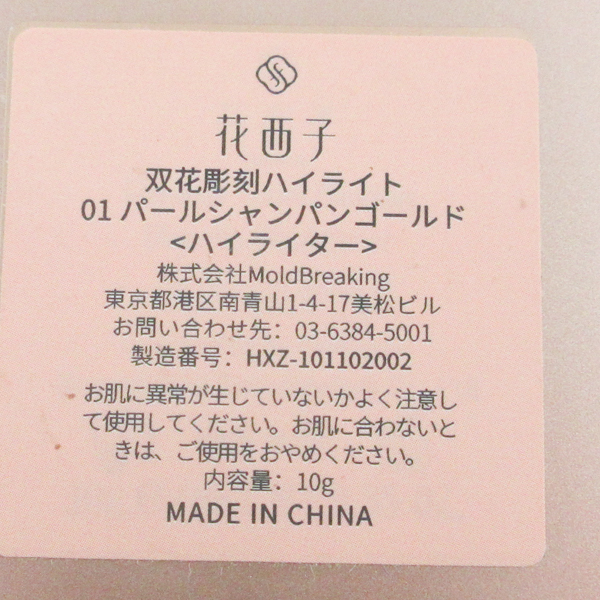 花西子
双花彫刻ハイライト
01 パールシャンパンゴールド
<ハイライター>
株式会社MoldBreaking
東京都港区南青山1-4-17美松ビル
お問い合わせ先：03-6384-5001
製造番号：HXZ-101102002
お肌に異常が生じていないかよく注意し
て使用してください。お肌に合わないと
きは、ご使用をおやめください。
内容量：10g
MADE IN CHINA